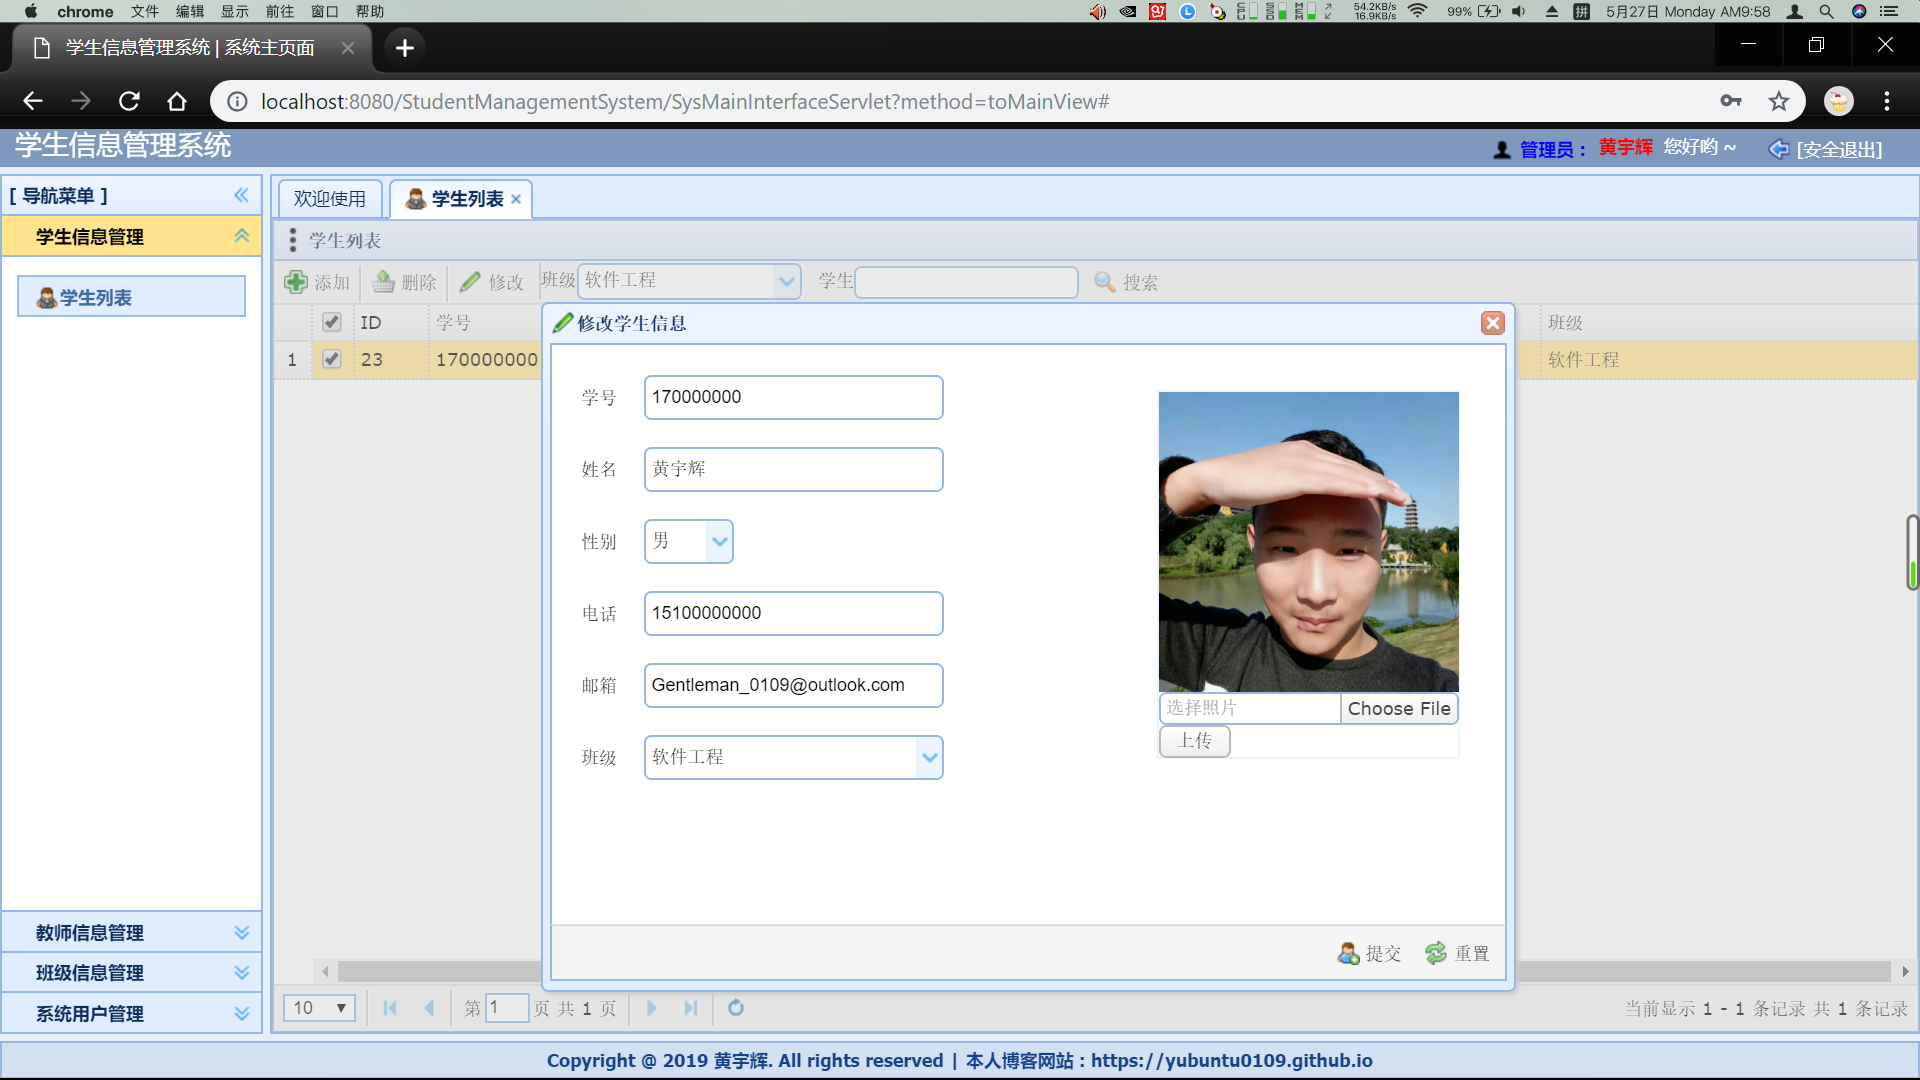 chrome 文件 编辑 显示 前往 窗口 帮助 54.2KB/s 16.9KB/s 99% 拼 5月27日 Monday AM9:58
学生信息管理系统 | 系统主页面
localhost:8080/StudentManagementSystem/SysMainInterfaceServlet?method=toMainView#
学生信息管理系统 管理员： 黄宇辉 您好哟 ~ [安全退出]
[ 导航菜单 ] 欢迎使用 学生列表
学生信息管理 学生列表
学生列表
添加 删除 修改 班级 软件工程 学生 搜索
ID 学号 班级
1 23 170000000 软件工程
修改学生信息
学号 170000000
姓名 黄宇辉
性别 男
电话 15100000000
邮箱 Gentleman_0109@outlook.com
班级 软件工程
选择照片 Choose File
上传
提交 重置
教师信息管理
班级信息管理
系统用户管理
10 第 1 页 共 1 页 当前显示 1 - 1 条记录 共 1 条记录
Copyright @ 2019 黄宇辉. All rights reserved | 本人博客网站 : https://yubuntu0109.github.io